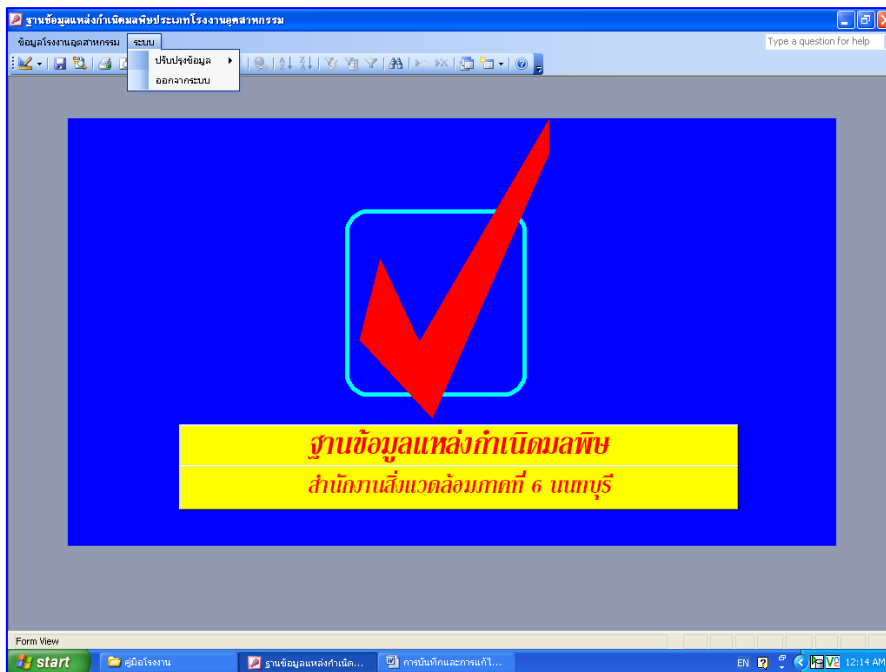 ฐานข้อมูลแหล่งกำเนิดมลพิษประเภทโรงงานอุตสาหกรรม
ข้อมูลโรงงานอุตสาหกรรม ระบบ
Type a question for help
ปรับปรุงข้อมูล
ออกจากระบบ
ฐานข้อมูลแหล่งกำเนิดมลพิษ
สำนักงานสิ่งแวดล้อมภาคที่ 6 นนทบุรี
Form View
start คู่มือโรงงาน ฐานข้อมูลแหล่งกำเนิด... การบันทึกและการแก้ไ... EN 12:14 AM